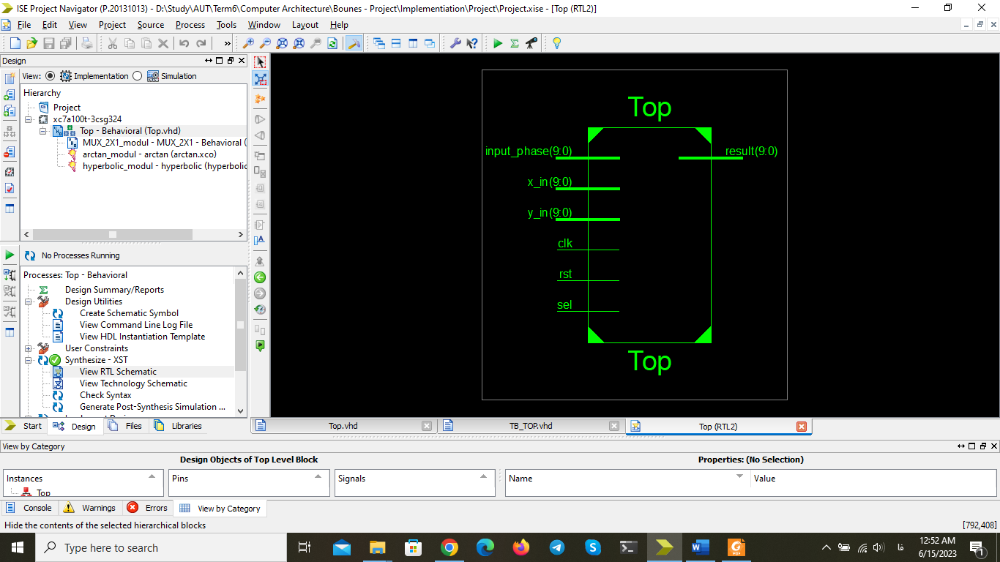 ISE Project Navigator (P.20131013) - D:\Study\AUT\Term6\Computer Architecture\Bounes - Project\Implementiation\Project\Project.xise - [Top (RTL2)]
File Edit View Project Source Process Tools Window Layout Help
»
Design
View: Implementation Simulation
Hierarchy
Project
xc7a100t-3csg324
Top - Behavioral (Top.vhd)
MUX_2X1_modul - MUX_2X1 - Behavioral (
arctan_modul - arctan (arctan.xco)
hyperbolic_modul - hyperbolic (hyperbolic
No Processes Running
Processes: Top - Behavioral
Design Summary/Reports
Design Utilities
Create Schematic Symbol
View Command Line Log File
View HDL Instantiation Template
User Constraints
Synthesize - XST
View RTL Schematic
View Technology Schematic
Check Syntax
Generate Post-Synthesis Simulation ...
Start Design Files Libraries
Top
input_phase(9:0) result(9:0)
x_in(9:0)
y_in(9:0)
clk
rst
sel
Top
Top.vhd TB_TOP.vhd Top (RTL2)
View by Category
Design Objects of Top Level Block Properties: (No Selection)
Instances Pins Signals Name Value
Top
Console Warnings Errors View by Category
Hide the contents of the selected hierarchical blocks [792,408]
Type here to search
فا 12:52 AM
6/15/2023
1